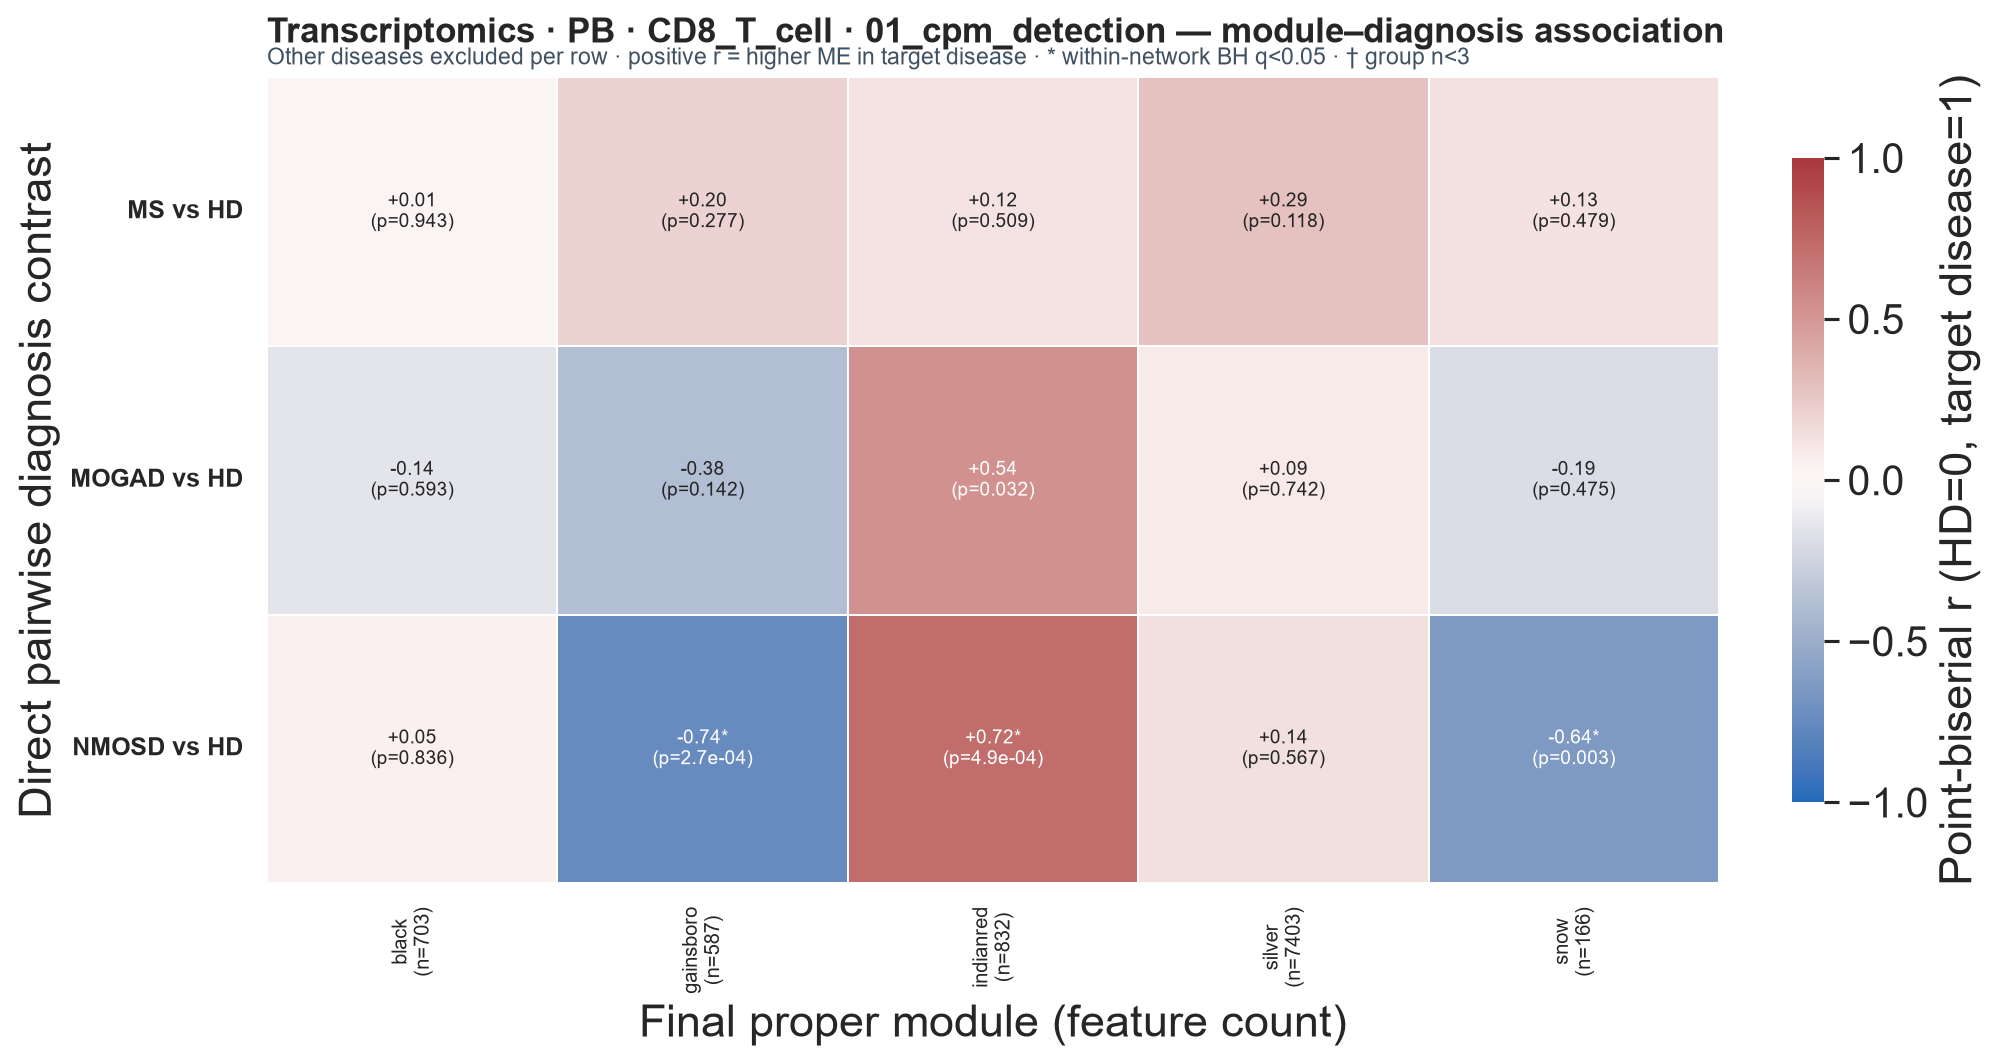 Transcriptomics · PB · CD8_T_cell · 01_cpm_detection — module–diagnosis association
Other diseases excluded per row · positive r = higher ME in target disease · * within-network BH q<0.05 · † group n<3
Direct pairwise diagnosis contrast
MS vs HD
+0.01
(p=0.943)
+0.20
(p=0.277)
+0.12
(p=0.509)
+0.29
(p=0.118)
+0.13
(p=0.479)
MOGAD vs HD
-0.14
(p=0.593)
-0.38
(p=0.142)
+0.54
(p=0.032)
+0.09
(p=0.742)
-0.19
(p=0.475)
NMOSD vs HD
+0.05
(p=0.836)
-0.74*
(p=2.7e-04)
+0.72*
(p=4.9e-04)
+0.14
(p=0.567)
-0.64*
(p=0.003)
black
(n=703)
gainsboro
(n=587)
indianred
(n=832)
silver
(n=7403)
snow
(n=166)
Final proper module (feature count)
1.0
0.5
0.0
−0.5
−1.0
Point-biserial r (HD=0, target disease=1)